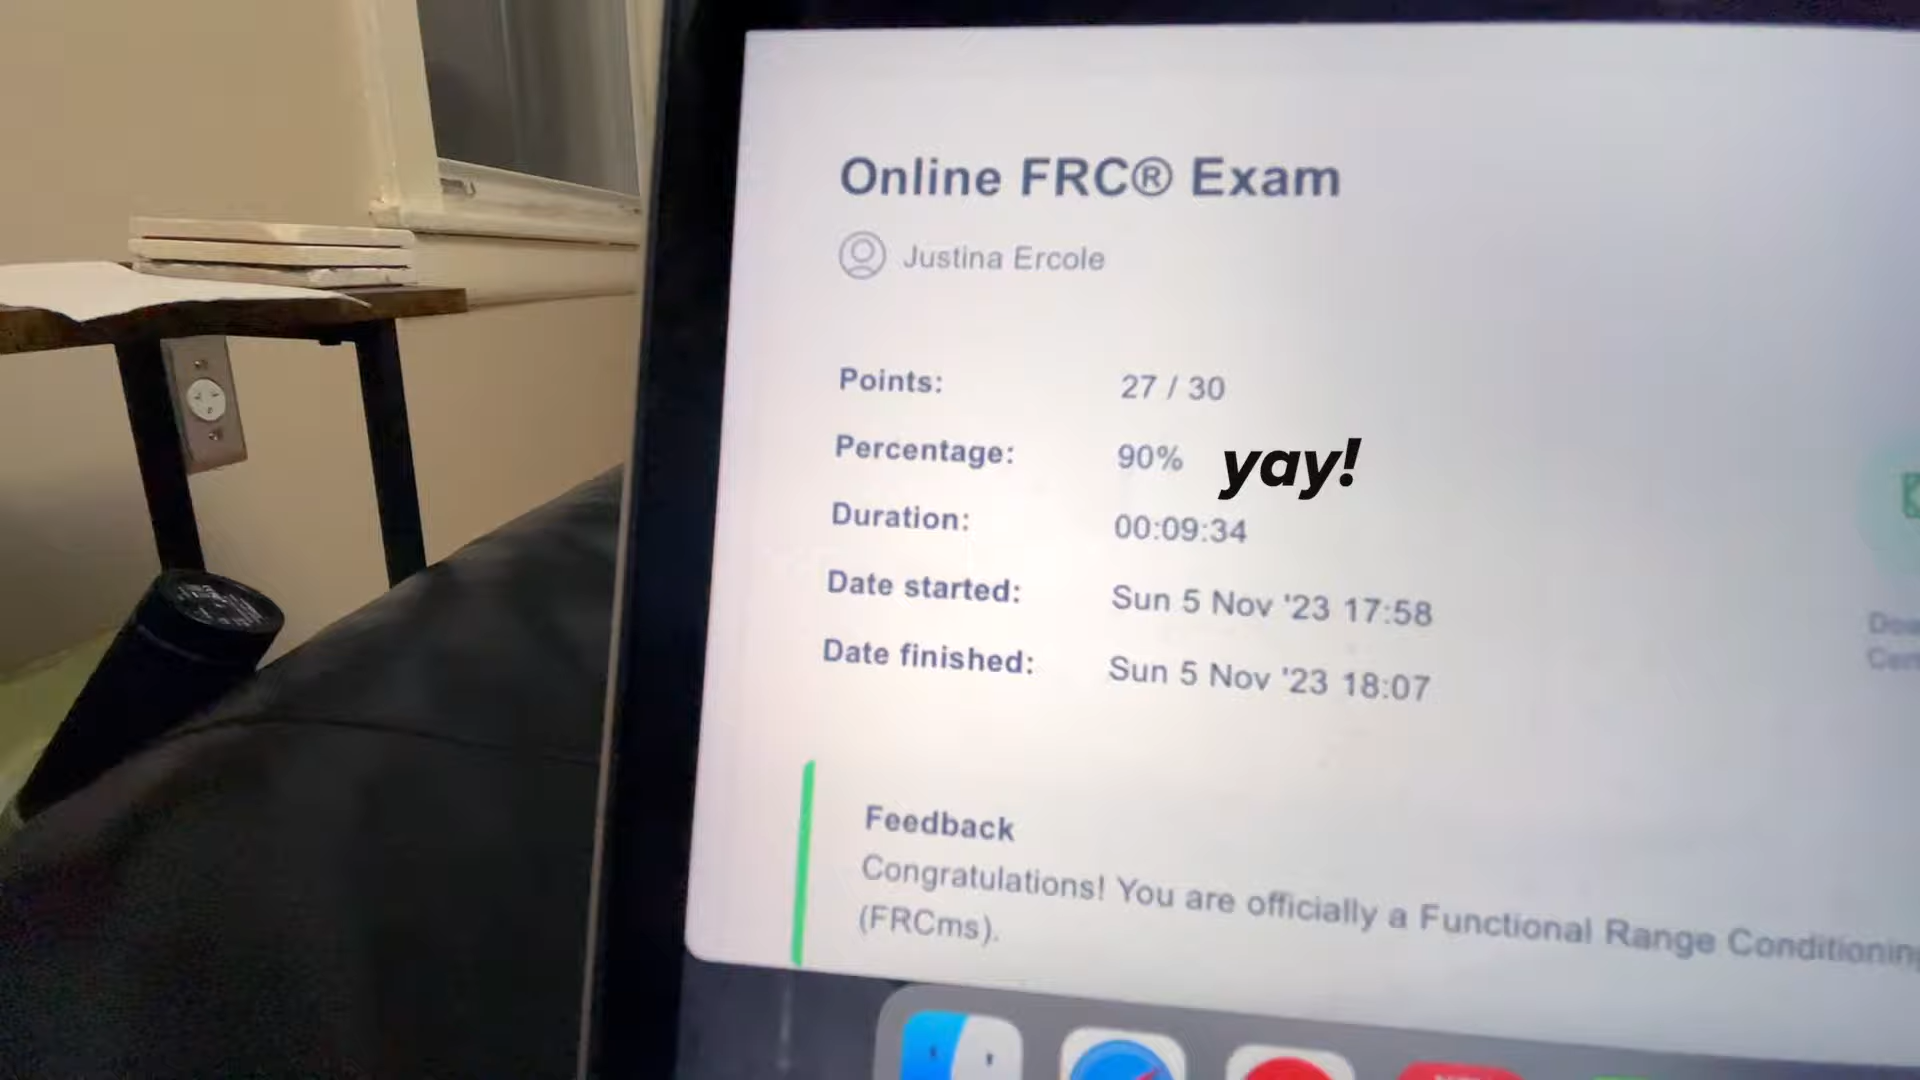 Online FRC® Exam
Justina Ercole
Points: 27 / 30
Percentage: 90% yay!
Duration: 00:09:34
Date started: Sun 5 Nov '23 17:58
Date finished: Sun 5 Nov '23 18:07
Feedback
Congratulations! You are officially a Functional Range Conditioning
(FRCms).